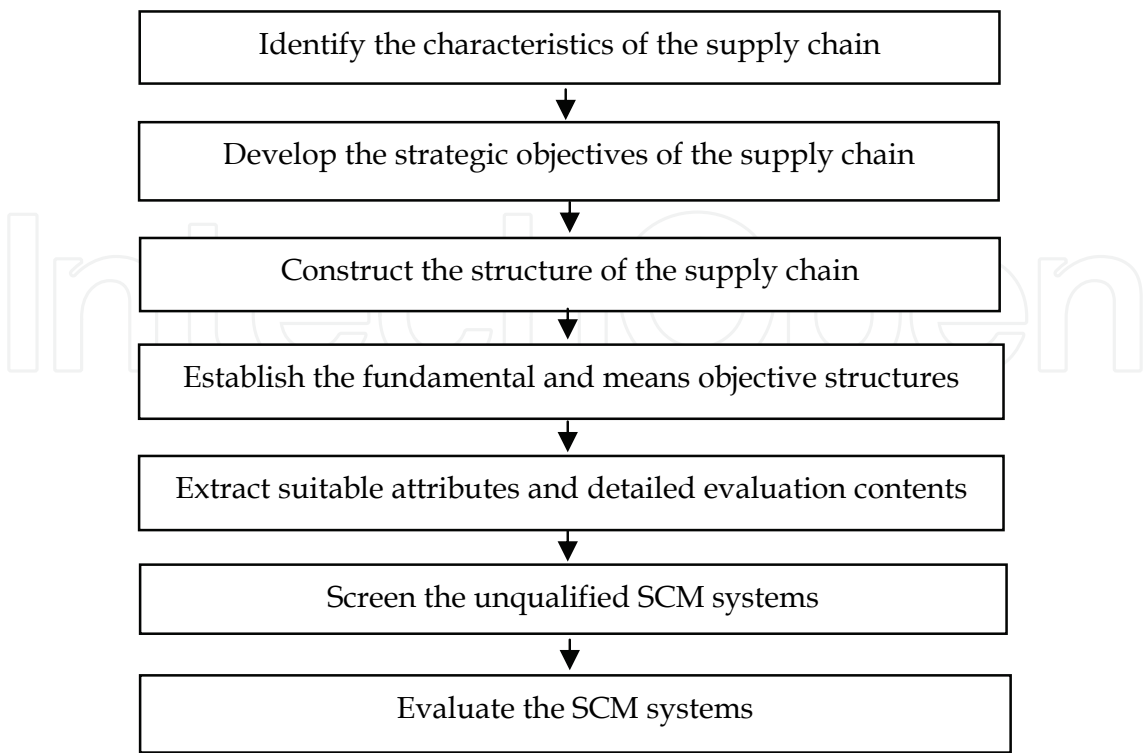 Identify the characteristics of the supply chain
Develop the strategic objectives of the supply chain
Construct the structure of the supply chain
IntechOpen
Establish the fundamental and means objective structures
Extract suitable attributes and detailed evaluation contents
Screen the unqualified SCM systems
Evaluate the SCM systems